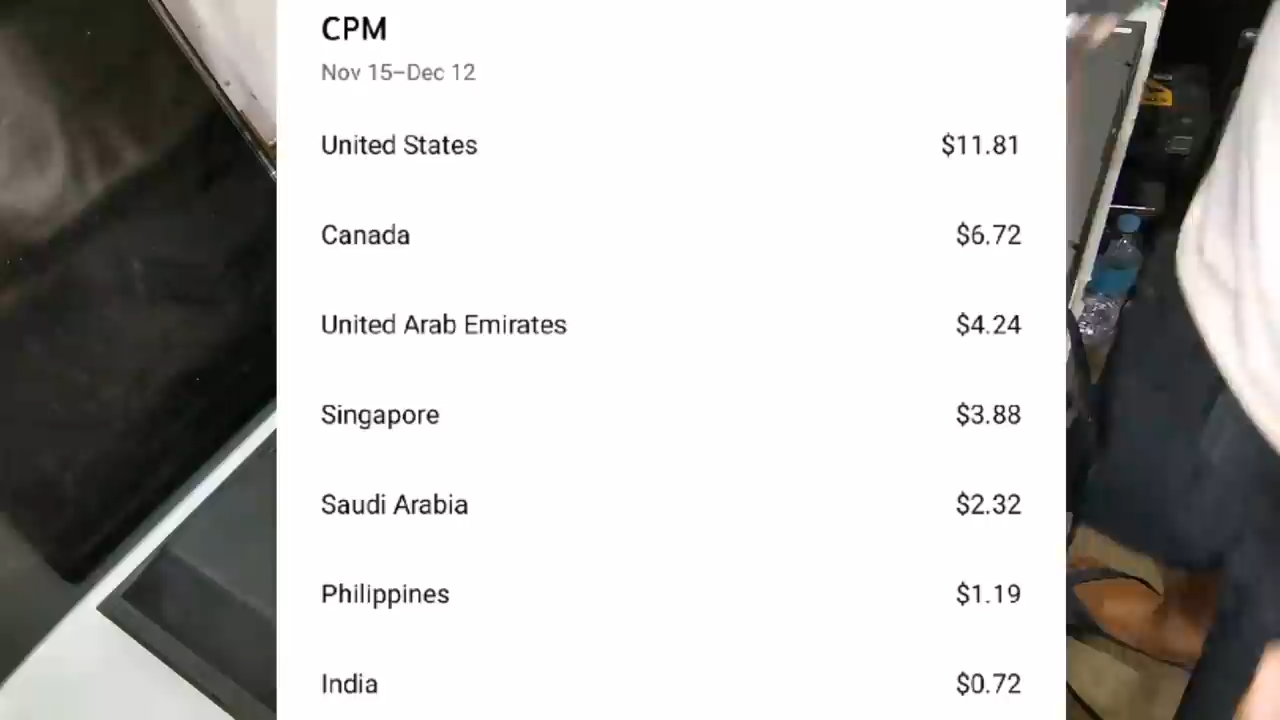 CPM
Nov 15–Dec 12
United States $11.81
Canada $6.72
United Arab Emirates $4.24
Singapore $3.88
Saudi Arabia $2.32
Philippines $1.19
India $0.72